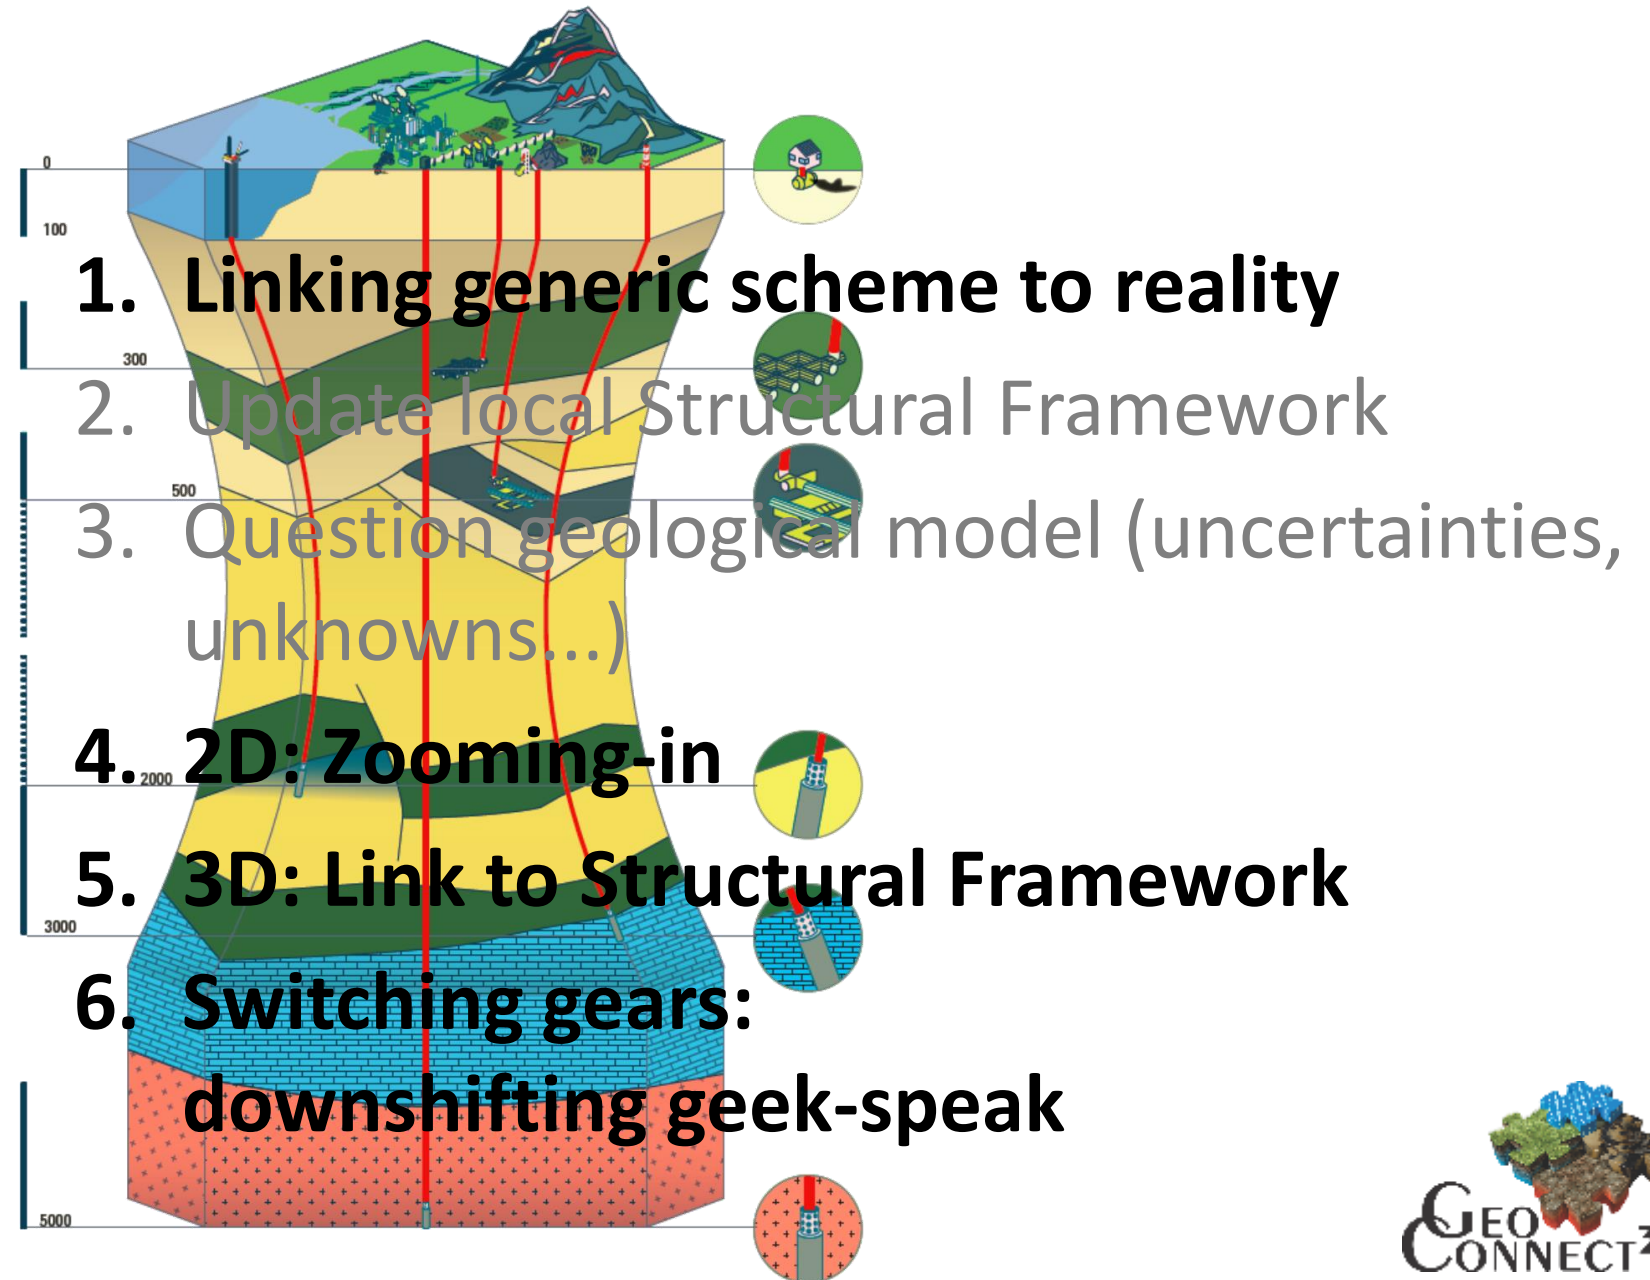 0
100
1. Linking generic scheme to reality
300
2. Update local Structural Framework
500
3. Question geological model (uncertainties,
unknowns...)
4. 2D: Zooming-in
2000
5. 3D: Link to Structural Framework
3000
6. Switching gears:
downshifting geek-speak
5000
GEO
CONNECT